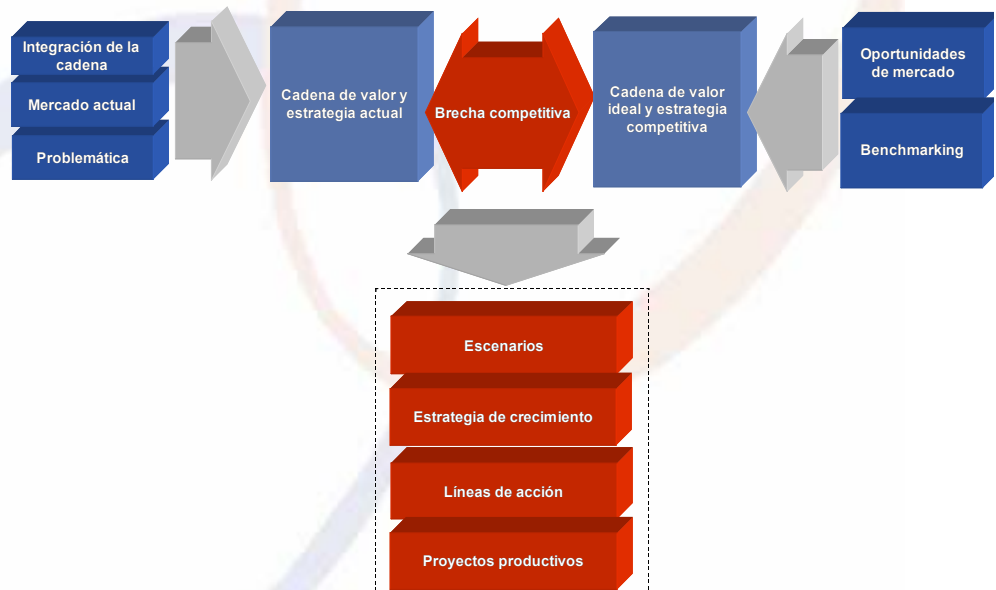 Integración de la
cadena
Mercado actual
Problemática
Cadena de valor y
estrategia actual
Brecha competitiva
Cadena de valor
ideal y estrategia
competitiva
Oportunidades
de mercado
Benchmarking
Escenarios
Estrategia de crecimiento
Líneas de acción
Proyectos productivos